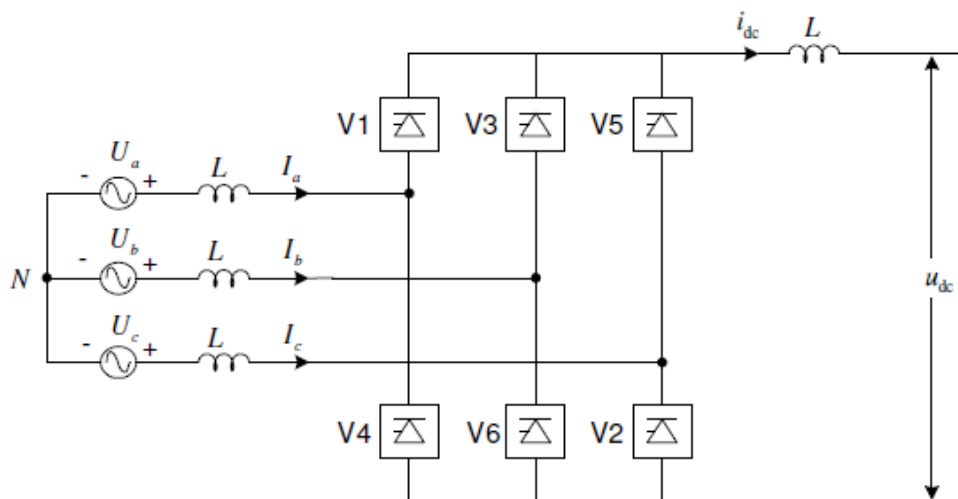 i_dc L
V1 V3 V5
U_a
- + L I_a
U_b
N - + L I_b
u_dc
U_c
- + L I_c
V4 V6 V2